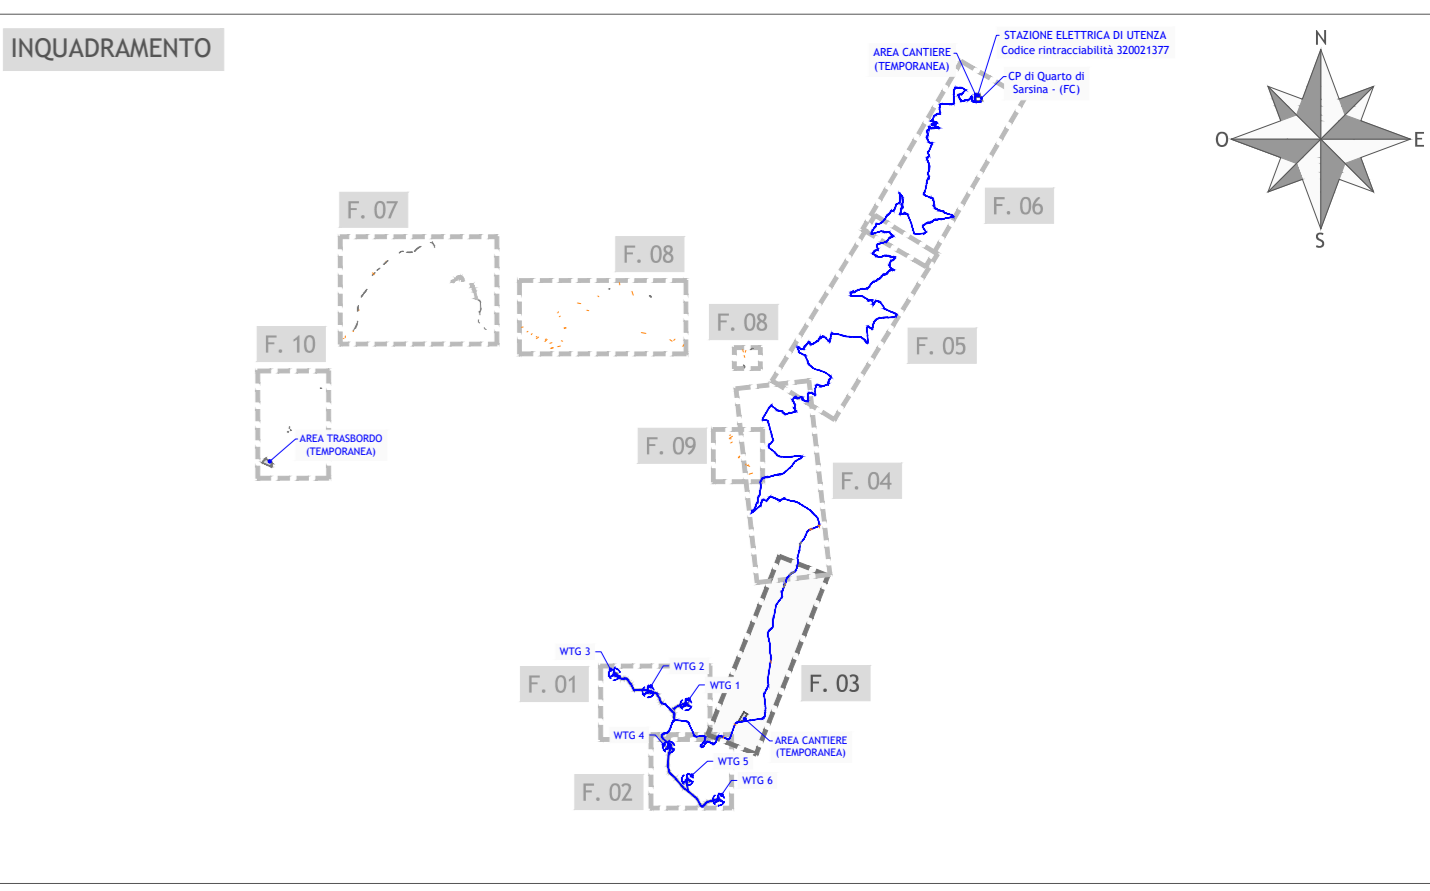 INQUADRAMENTO
STAZIONE ELETTRICA DI UTENZA
Codice rintracciabilità 320021377
AREA CANTIERE
(TEMPORANEA)
CP di Quarto di
Sarsina - (FC)
N
O
E
S
F. 07
F. 06
F. 08
F. 08
F. 10
F. 05
AREA TRASBORDO
(TEMPORANEA)
F. 09
F. 04
WTG 3
WTG 2
WTG 1
F. 01
F. 03
WTG 4
AREA CANTIERE
(TEMPORANEA)
WTG 5
WTG 6
F. 02